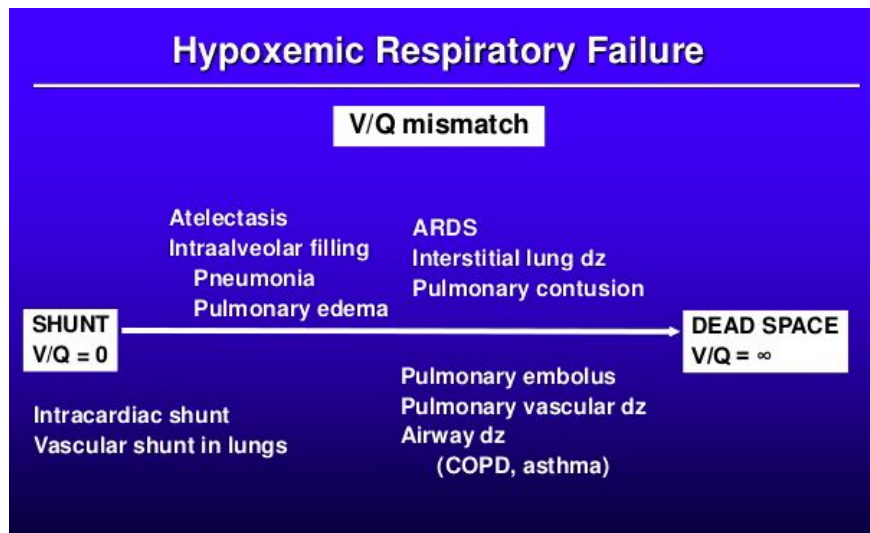 Hypoxemic Respiratory Failure
V/Q mismatch
Atelectasis
Intraalveolar filling
Pneumonia
Pulmonary edema
ARDS
Interstitial lung dz
Pulmonary contusion
SHUNT
V/Q = 0
DEAD SPACE
V/Q = ∞
Intracardiac shunt
Vascular shunt in lungs
Pulmonary embolus
Pulmonary vascular dz
Airway dz
(COPD, asthma)